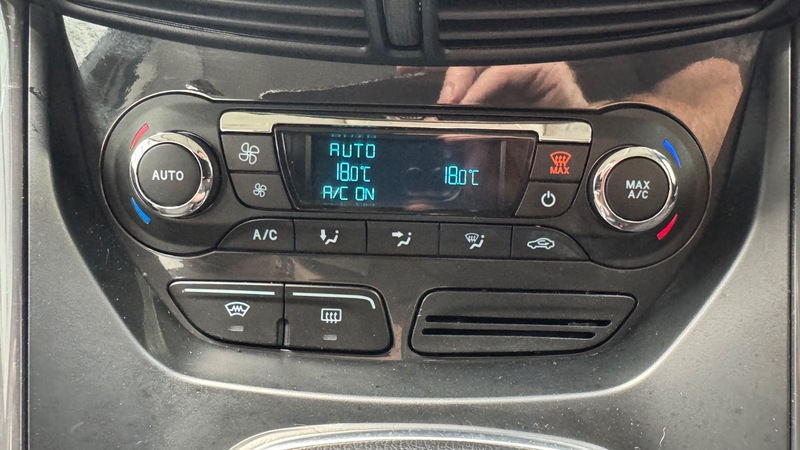 AUTO
18.0°C 18.0°C
A/C ON
AUTO
MAX
MAX
A/C
A/C